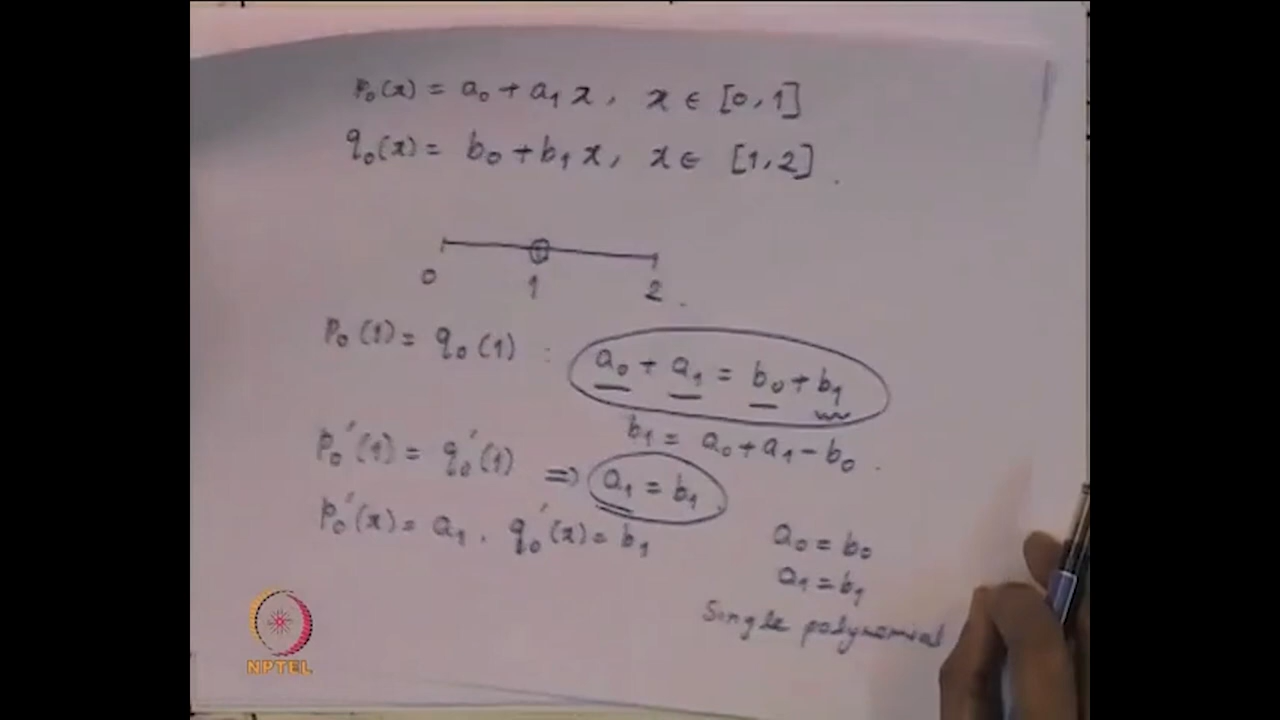 p₀(x) = a₀ + a₁ x, x ∈ [0, 1]
q₀(x) = b₀ + b₁ x, x ∈ [1, 2].
0 1 2.
p₀(1) = q₀(1) : a₀ + a₁ = b₀ + b₁
b₁ = a₀ + a₁ - b₀.
p₀'(1) = q₀'(1) ⇒ a₁ = b₁
p₀'(x) = a₁, q₀'(x) = b₁
a₀ = b₀
a₁ = b₁
Single polynomial
NPTEL